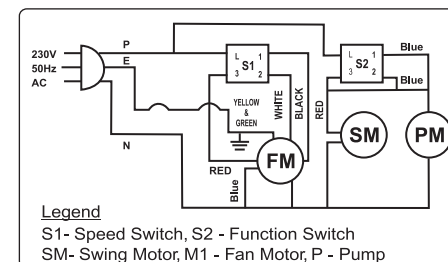 230V
50Hz
AC
P
E
N
L 1
S1
3 2
YELLOW
&
GREEN
WHITE
BLACK
RED
Blue
FM
L 1
S2
3 2
Blue
Blue
RED
SM
PM
Legend
S1- Speed Switch, S2 - Function Switch
SM- Swing Motor, M1 - Fan Motor, P - Pump